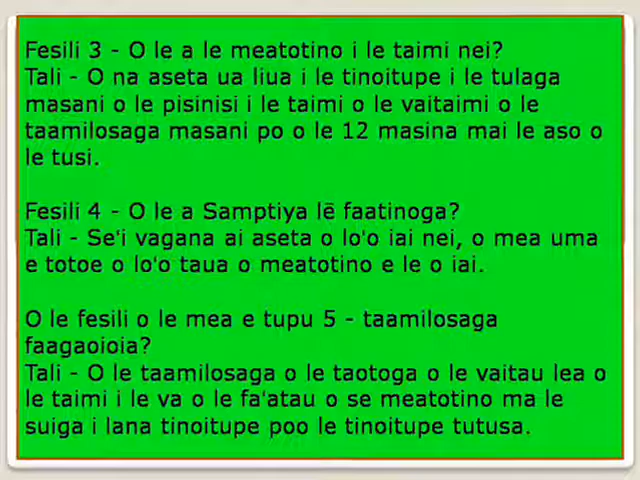 Fesili 3 - O le a le meatotino i le taimi nei?
Tali - O na aseta ua liua i le tinoitupe i le tulaga
masani o le pisinisi i le taimi o le vaitaimi o le
taamilosaga masani po o le 12 masina mai le aso o
le tusi.

Fesili 4 - O le a Samptiya lē faatinoga?
Tali - Se'i vagana ai aseta o lo'o iai nei, o mea uma
e totoe o lo'o taua o meatotino e le o iai.

O le fesili o le mea e tupu 5 - taamilosaga
faagaoioia?
Tali - O le taamilosaga o le taotoga o le vaitau lea o
le taimi i le va o le fa'atau o se meatotino ma le
suiga i lana tinoitupe poo le tinoitupe tutusa.